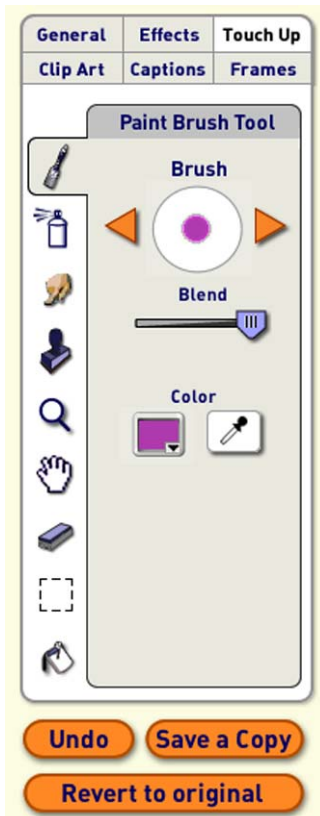 General Effects Touch Up
Clip Art Captions Frames
Paint Brush Tool
Brush
Blend
Color
Undo Save a Copy
Revert to original